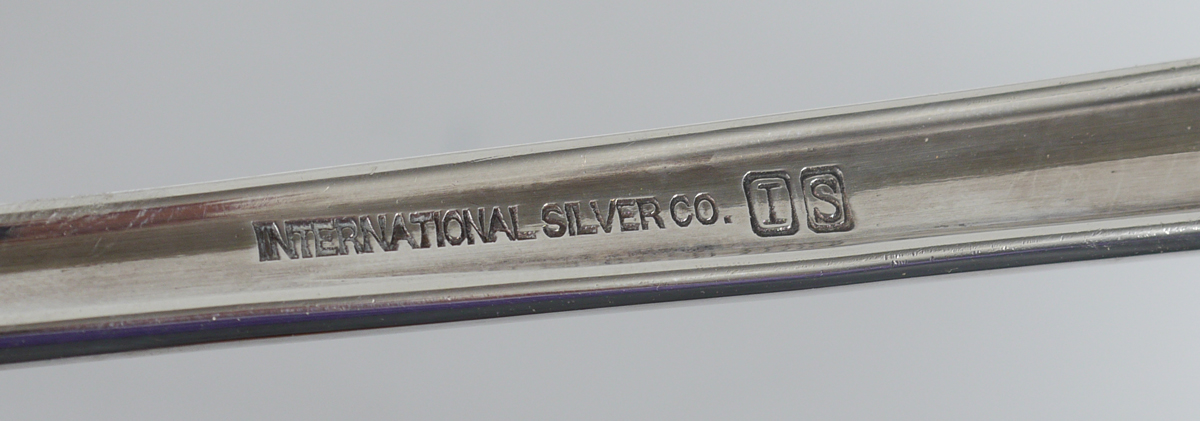 INTERNATIONAL SILVER CO. I S